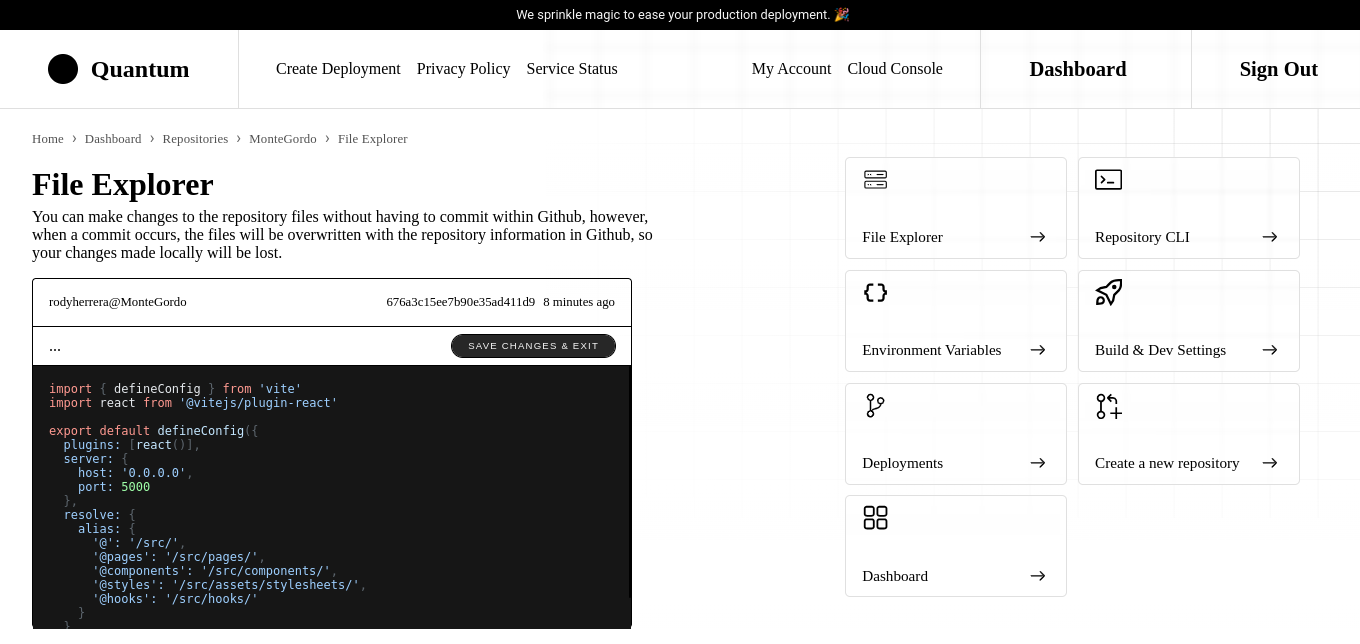 We sprinkle magic to ease your production deployment. 🎉
Quantum
Create Deployment Privacy Policy Service Status
My Account Cloud Console
Dashboard
Sign Out
Home › Dashboard › Repositories › MonteGordo › File Explorer
File Explorer
You can make changes to the repository files without having to commit within Github, however,
when a commit occurs, the files will be overwritten with the repository information in Github, so
your changes made locally will be lost.
rodyherrera@MonteGordo
676a3c15ee7b90e35ad411d9 8 minutes ago
...
SAVE CHANGES & EXIT
import { defineConfig } from 'vite'
import react from '@vitejs/plugin-react'
export default defineConfig({
  plugins: [react()],
  server: {
    host: '0.0.0.0',
    port: 5000
  },
  resolve: {
    alias: {
      '@': '/src/',
      '@pages': '/src/pages/',
      '@components': '/src/components/',
      '@styles': '/src/assets/stylesheets/',
      '@hooks': '/src/hooks/'
    }
  }
File Explorer
Repository CLI
Environment Variables
Build & Dev Settings
Deployments
Create a new repository
Dashboard